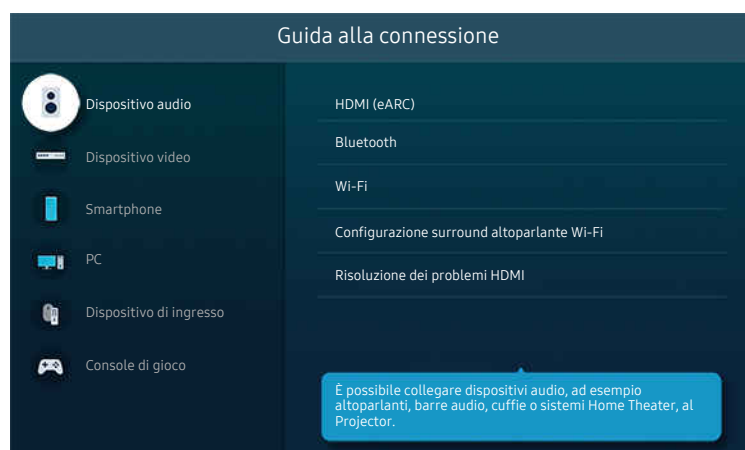 Guida alla connessione
Dispositivo audio
Dispositivo video
Smartphone
PC
Dispositivo di ingresso
Console di gioco
HDMI (eARC)
Bluetooth
Wi-Fi
Configurazione surround altoparlante Wi-Fi
Risoluzione dei problemi HDMI
È possibile collegare dispositivi audio, ad esempio
altoparlanti, barre audio, cuffie o sistemi Home Theater, al
Projector.